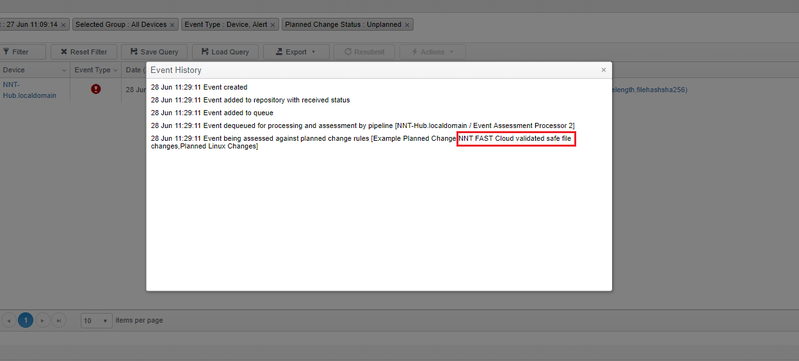 : 27 Jun 11:09:14 × Selected Group : All Devices × Event Type : Device, Alert × Planned Change Status : Unplanned ×
Filter Reset Filter Save Query Load Query Export Resubmit Actions
Device Event Type Date (
NNT-
Hub.localdomain
28 Jun 11:29
elength,filehashsha256)
Event History ×
28 Jun 11:29:11 Event created
28 Jun 11:29:11 Event added to repository with received status
28 Jun 11:29:11 Event added to queue
28 Jun 11:29:11 Event dequeued for processing and assessment by pipeline [NNT-Hub.localdomain / Event Assessment Processor 2]
28 Jun 11:29:11 Event being assessed against planned change rules [Example Planned Change,NNT FAST Cloud validated safe file
changes,Planned Linux Changes]
1 10 items per page